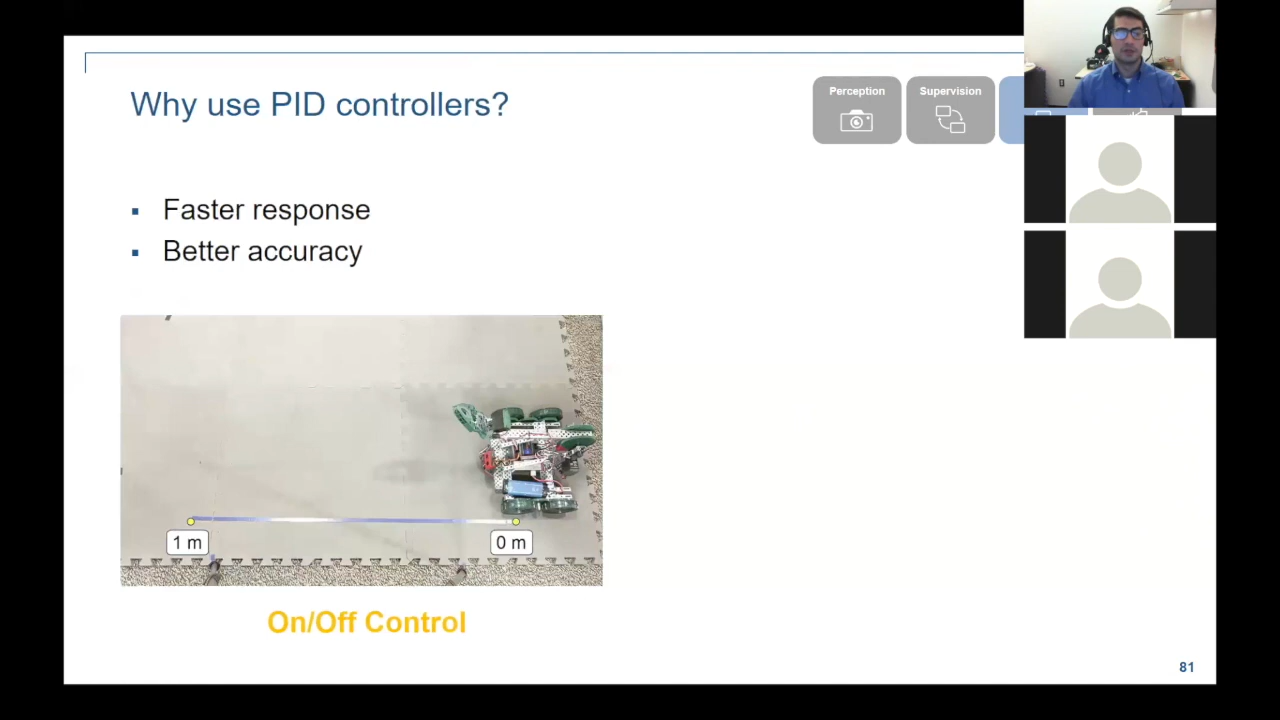 Why use PID controllers?
Perception
Supervision
▪ Faster response
▪ Better accuracy
1 m
0 m
On/Off Control
81